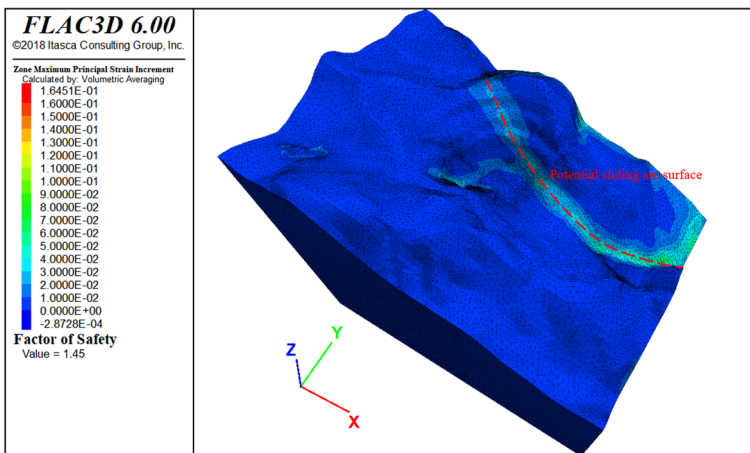 FLAC3D 6.00
©2018 Itasca Consulting Group, Inc.
Zone Maximum Principal Strain Increment
Calculated by: Volumetric Averaging
1.6451E-01
1.6000E-01
1.5000E-01
1.4000E-01
1.3000E-01
1.2000E-01
1.1000E-01
1.0000E-01
9.0000E-02
8.0000E-02
7.0000E-02
6.0000E-02
5.0000E-02
4.0000E-02
3.0000E-02
2.0000E-02
1.0000E-02
0.0000E+00
-2.8728E-04
Factor of Safety
Value = 1.45
Potential sliding arc surface
Z
Y
X